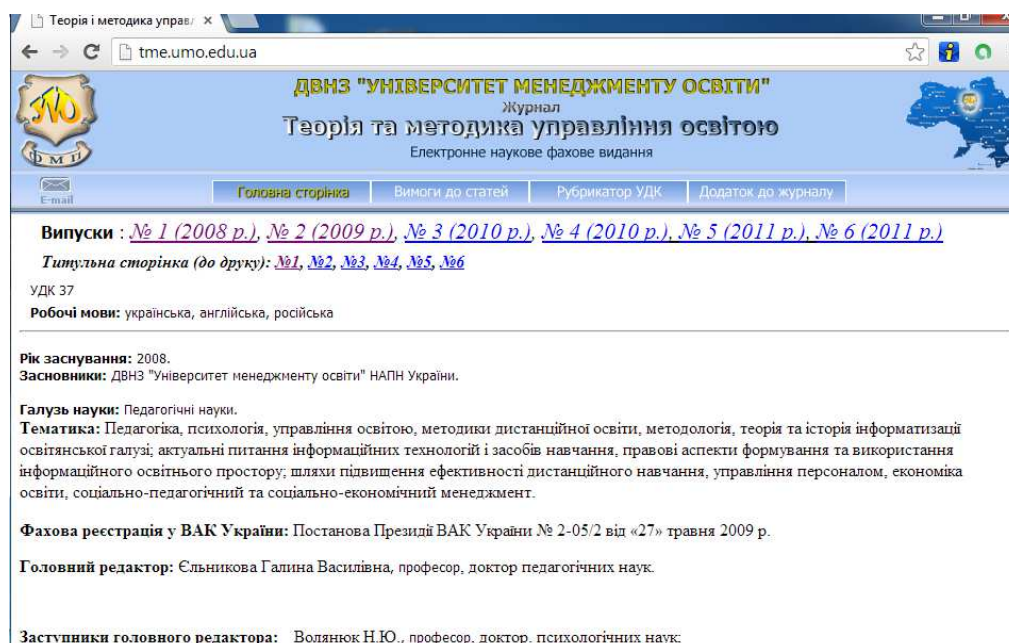 Теорія і методика управ
tme.umo.edu.ua
ДВНЗ "УНІВЕРСИТЕТ МЕНЕДЖМЕНТУ ОСВІТИ"
Журнал
Теорія та методика управління освітою
Електронне наукове фахове видання
ФМП
E-mail
Головна сторінка Вимоги до статей Рубрикатор УДК Додаток до журналу
Випуски : № 1 (2008 р.), № 2 (2009 р.), № 3 (2010 р.), № 4 (2010 р.), № 5 (2011 р.), № 6 (2011 р.)
Титульна сторінка (до друку): №1, №2, №3, №4, №5, №6
УДК 37
Робочі мови: українська, англійська, російська
Рік заснування: 2008.
Засновники: ДВНЗ "Університет менеджменту освіти" НАПН України.
Галузь науки: Педагогічні науки.
Тематика: Педагогіка, психологія, управління освітою, методики дистанційної освіти, методологія, теорія та історія інформатизації
освітянської галузі; актуальні питання інформаційних технологій і засобів навчання, правові аспекти формування та використання
інформаційного освітнього простору; шляхи підвищення ефективності дистанційного навчання, управління персоналом, економіка
освіти, соціально-педагогічний та соціально-економічний менеджмент.
Фахова реєстрація у ВАК України: Постанова Президії ВАК України № 2-05/2 від «27» травня 2009 р.
Головний редактор: Єльникова Галина Василівна, професор, доктор педагогічних наук.
Заступники головного редактора: Волянюк Н.Ю., професор, доктор. психологічних наук;